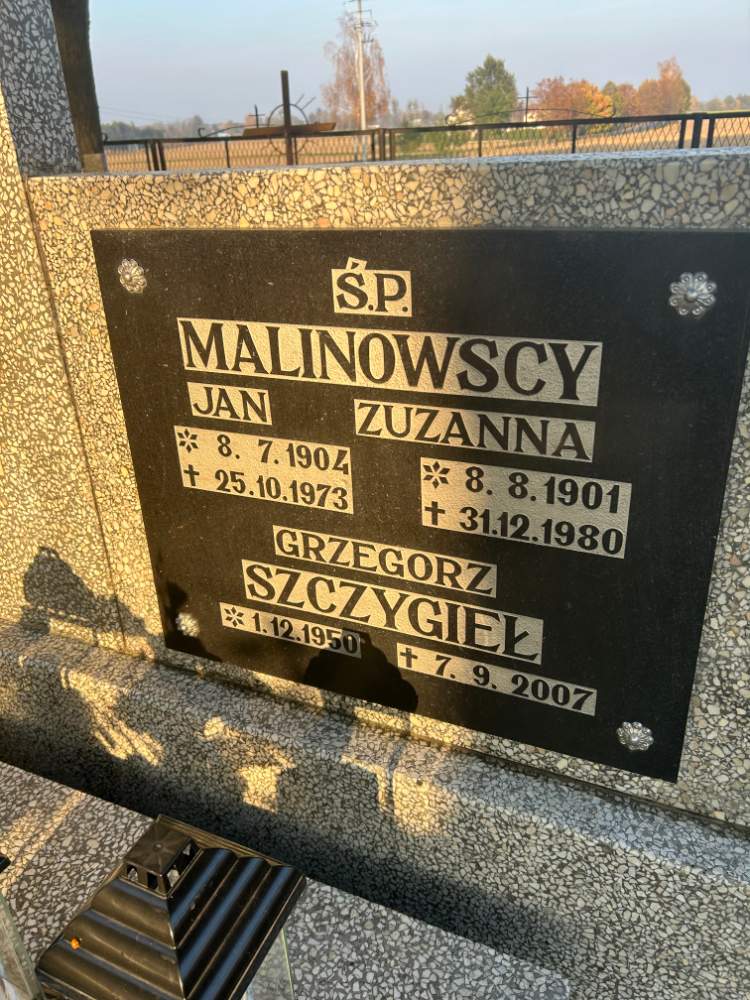 Ś.P.
MALINOWSCY
JAN ZUZANNA
* 8. 7. 1904 * 8. 8. 1901
† 25.10.1973 † 31.12.1980
GRZEGORZ
SZCZYGIEŁ
* 1.12.1950 † 7. 9. 2007